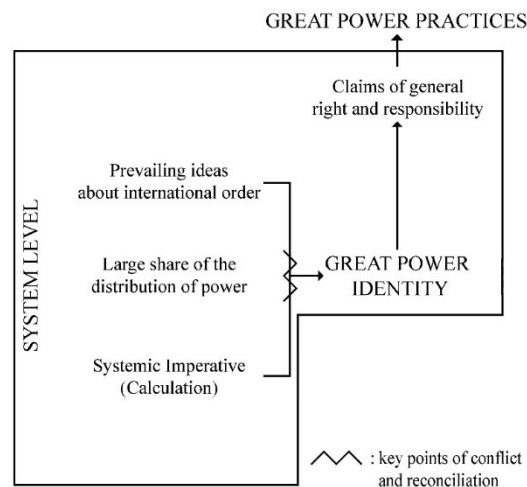 GREAT POWER PRACTICES
Claims of general
right and responsibility
Prevailing ideas
about international order
SYSTEM LEVEL
Large share of the
distribution of power
GREAT POWER
IDENTITY
Systemic Imperative
(Calculation)
: key points of conflict
and reconciliation